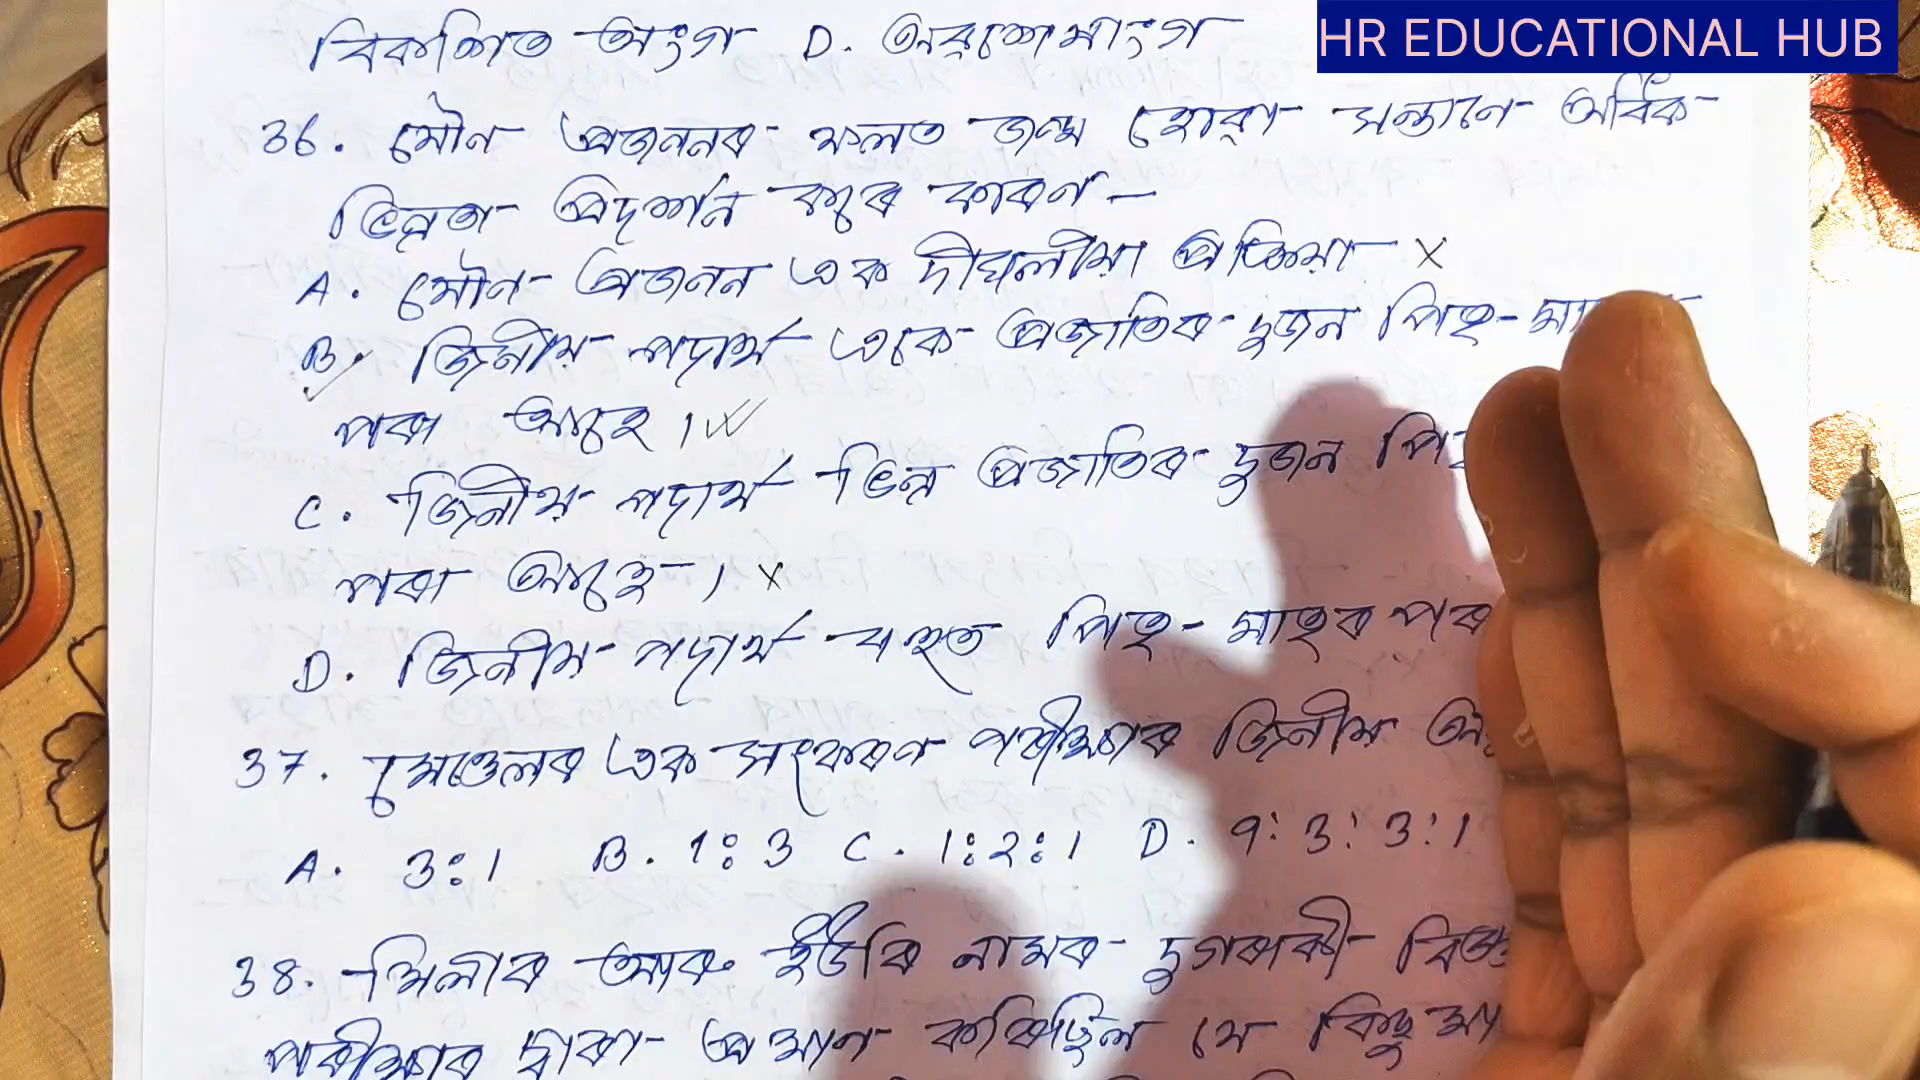 HR EDUCATIONAL HUB
বিকশিত অংগ D. অৱশেষাংগ
36. যৌন প্ৰজননৰ ফলত জন্ম হোৱা সন্তানে অধিক
ভিন্নতা প্ৰদৰ্শন কৰে কাৰণ —
A. যৌন প্ৰজনন এক দীঘলীয়া প্ৰক্ৰিয়া x
B. জিনীয় পদাৰ্থ একে প্ৰজাতিৰ দুজন পিতৃ-
পৰা আহে ।
C. জিনীয় পদাৰ্থ ভিন্ন প্ৰজাতিৰ দুজন
পৰা আহে । x
D. জিনীয় পদাৰ্থ বহুত পিতৃ-মাতৃৰ
37. মেণ্ডেলৰ এক সংকৰণ পৰীক্ষাৰ জিনীয়
A. 3:1 B. 1:3 C. 1:2:1 D. 9:3:3:1
38. মিলাৰ আৰু ইউৰি নামৰ দুগৰাকী
পৰীক্ষাৰ দ্বাৰা প্ৰমাণ কৰিছিল যে কিছু